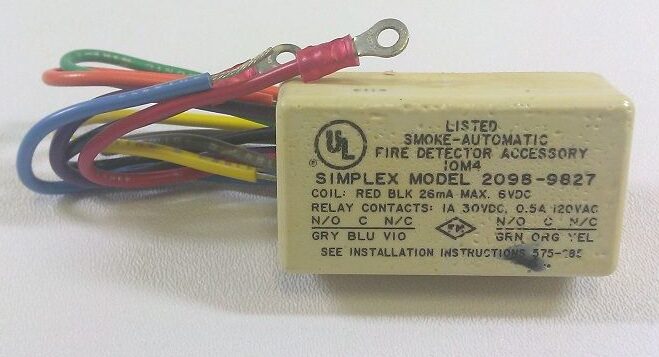 UL
LISTED
SMOKE-AUTOMATIC
FIRE DETECTOR ACCESSORY
10M4
SIMPLEX MODEL 2098-9827
COIL: RED BLK 26mA MAX. 6VDC
RELAY CONTACTS: 1A 30VDC, 0.5A 120VAC
N/O C N/C FM N/O C N/C
GRY BLU VIO GRN ORG YEL
SEE INSTALLATION INSTRUCTIONS